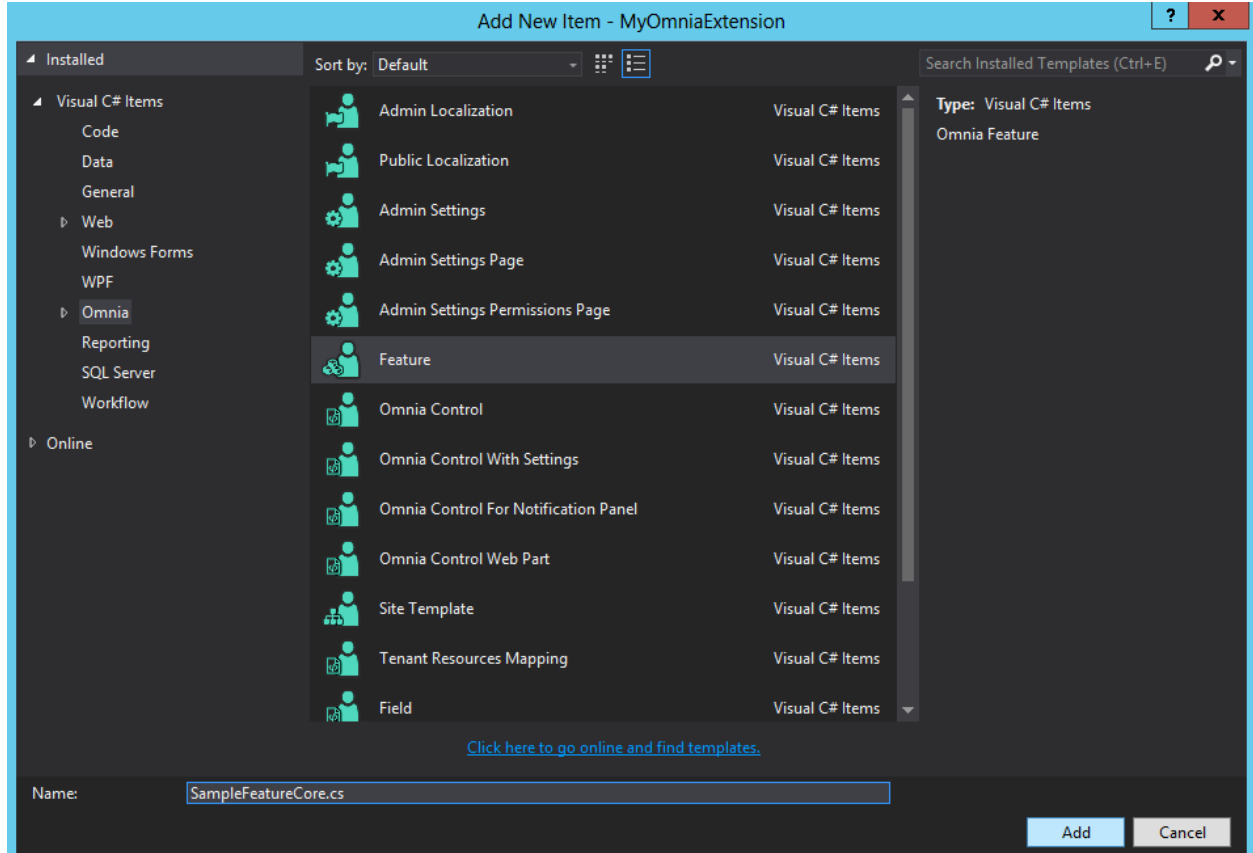 Add New Item - MyOmniaExtension
?
x
Installed
Sort by: Default
Search Installed Templates (Ctrl+E)
Visual C# Items
Code
Data
General
Web
Windows Forms
WPF
Omnia
Reporting
SQL Server
Workflow
Online
Admin Localization Visual C# Items
Public Localization Visual C# Items
Admin Settings Visual C# Items
Admin Settings Page Visual C# Items
Admin Settings Permissions Page Visual C# Items
Feature Visual C# Items
Omnia Control Visual C# Items
Omnia Control With Settings Visual C# Items
Omnia Control For Notification Panel Visual C# Items
Omnia Control Web Part Visual C# Items
Site Template Visual C# Items
Tenant Resources Mapping Visual C# Items
Field Visual C# Items
Type: Visual C# Items
Omnia Feature
Click here to go online and find templates.
Name: SampleFeatureCore.cs
Add Cancel